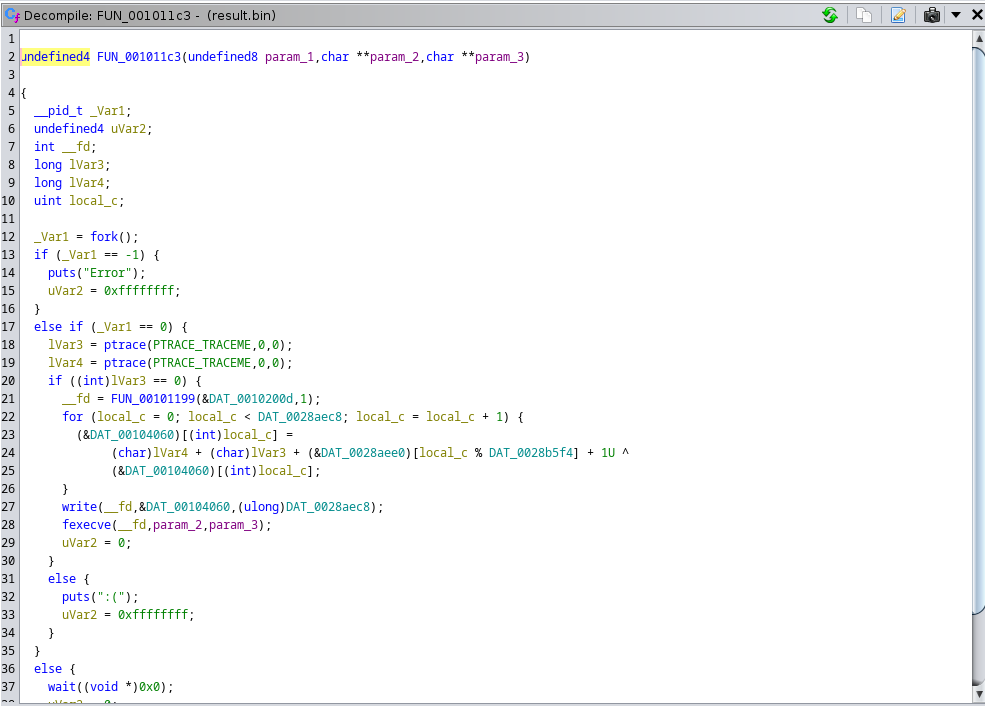 Decompile: FUN_001011c3 - (result.bin)
1
2 undefined4 FUN_001011c3(undefined8 param_1,char **param_2,char **param_3)
3
4 {
5   __pid_t _Var1;
6   undefined4 uVar2;
7   int __fd;
8   long lVar3;
9   long lVar4;
10   uint local_c;
11
12   _Var1 = fork();
13   if (_Var1 == -1) {
14     puts("Error");
15     uVar2 = 0xffffffff;
16   }
17   else if (_Var1 == 0) {
18     lVar3 = ptrace(PTRACE_TRACEME,0,0);
19     lVar4 = ptrace(PTRACE_TRACEME,0,0);
20     if ((int)lVar3 == 0) {
21       __fd = FUN_00101199(&DAT_0010200d,1);
22       for (local_c = 0; local_c < DAT_0028aec8; local_c = local_c + 1) {
23         (&DAT_00104060)[(int)local_c] =
24              (char)lVar4 + (char)lVar3 + (&DAT_0028aee0)[local_c % DAT_0028b5f4] + 1U ^
25              (&DAT_00104060)[(int)local_c];
26       }
27       write(__fd,&DAT_00104060,(ulong)DAT_0028aec8);
28       fexecve(__fd,param_2,param_3);
29       uVar2 = 0;
30     }
31     else {
32       puts(":(");
33       uVar2 = 0xffffffff;
34     }
35   }
36   else {
37     wait((void *)0x0);